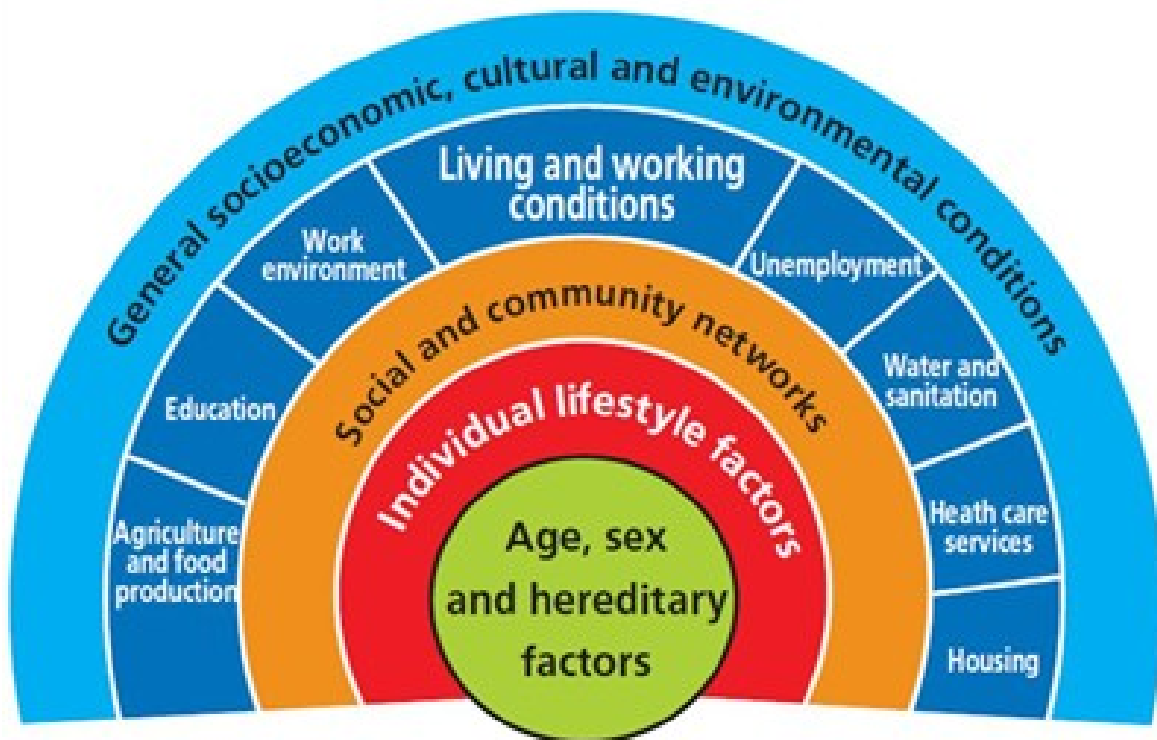 General socioeconomic, cultural and environmental conditions
Living and working
conditions
Work
environment
Unemployment
Education
Water and
sanitation
Agriculture
and food
production
Heath care
services
Housing
Social and community networks
Individual lifestyle factors
Age, sex
and hereditary
factors